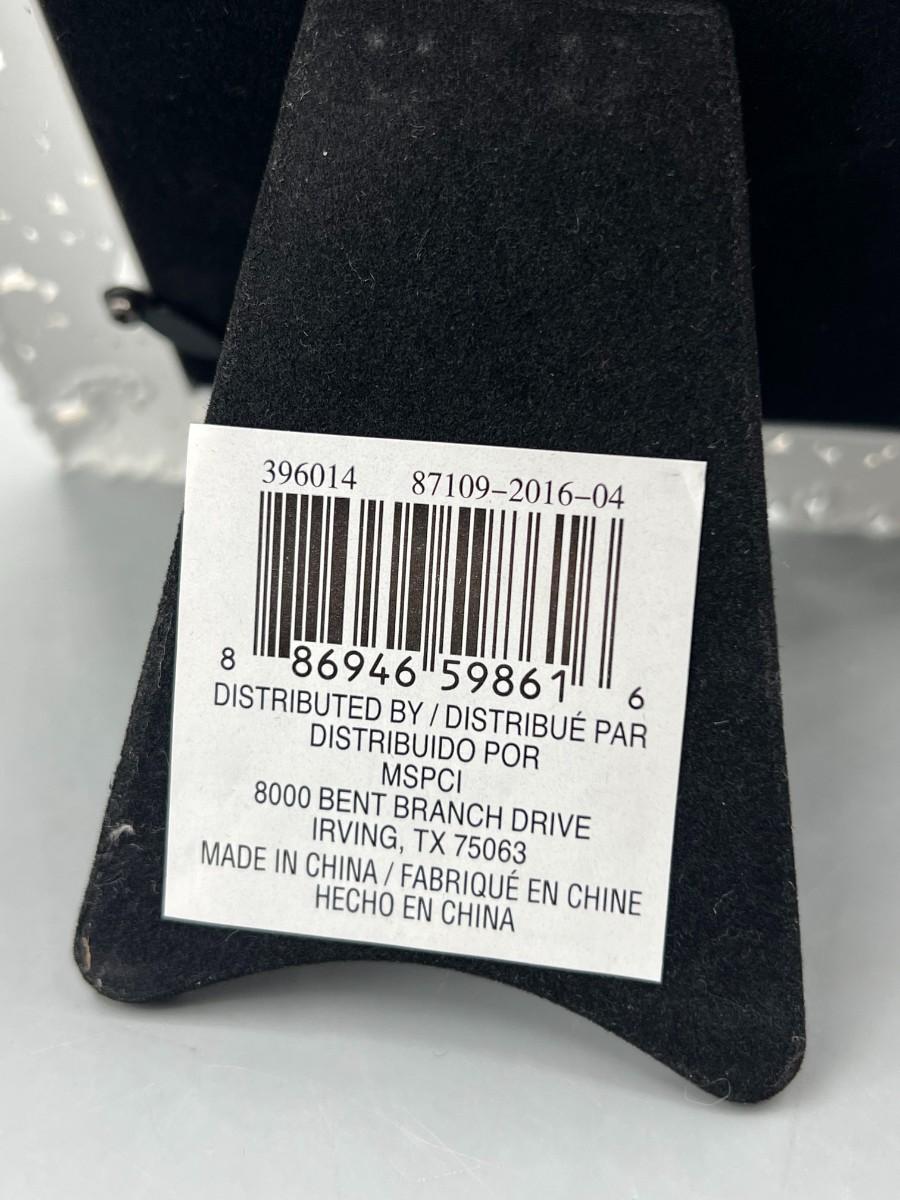 396014 87109-2016-04
8 86946 59861 6
DISTRIBUTED BY / DISTRIBUÉ PAR
DISTRIBUIDO POR
MSPCI
8000 BENT BRANCH DRIVE
IRVING, TX 75063
MADE IN CHINA / FABRIQUÉ EN CHINE
HECHO EN CHINA